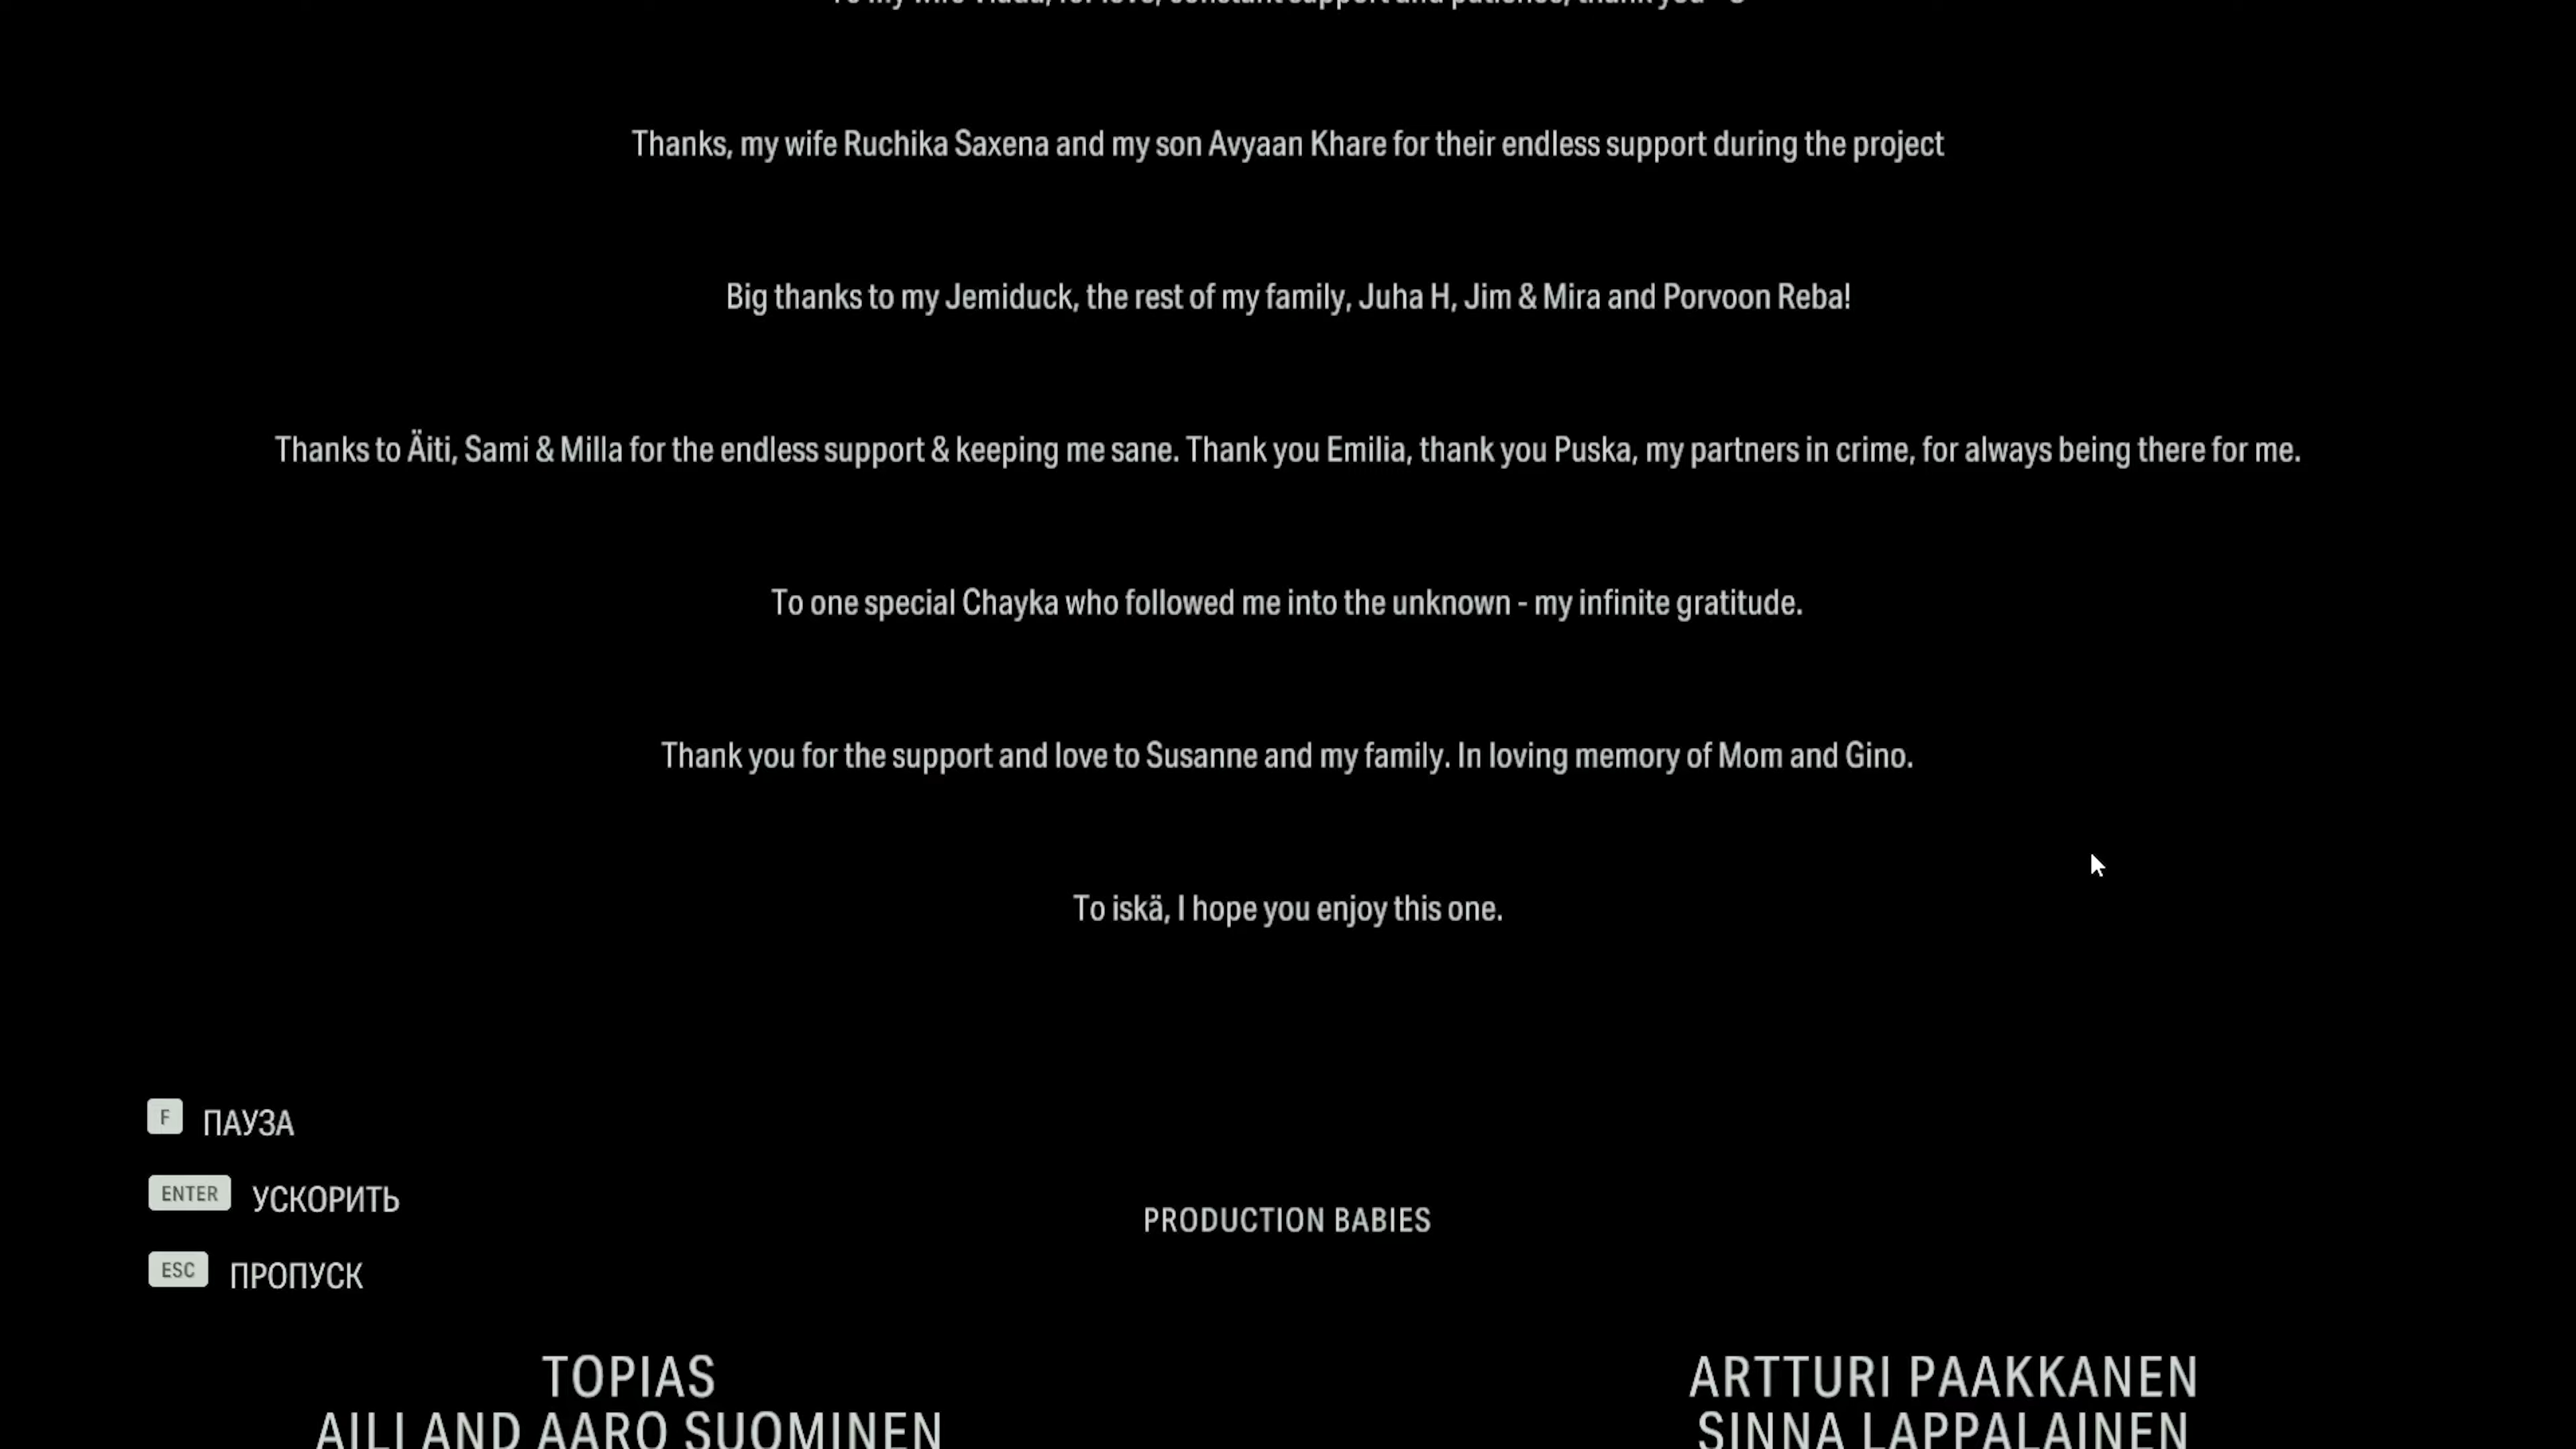 Thanks, my wife Ruchika Saxena and my son Avyaan Khare for their endless support during the project
Big thanks to my Jemiduck, the rest of my family, Juha H, Jim & Mira and Porvoon Reba!
Thanks to Äiti, Sami & Milla for the endless support & keeping me sane. Thank you Emilia, thank you Puska, my partners in crime, for always being there for me.
To one special Chayka who followed me into the unknown - my infinite gratitude.
Thank you for the support and love to Susanne and my family. In loving memory of Mom and Gino.
To iskä, I hope you enjoy this one.
F ПАУЗА
ENTER УСКОРИТЬ
PRODUCTION BABIES
ESC ПРОПУСК
TOPIAS ARTTURI PAAKKANEN
AILI AND AARO SUOMINEN SINNA LAPPALAINEN